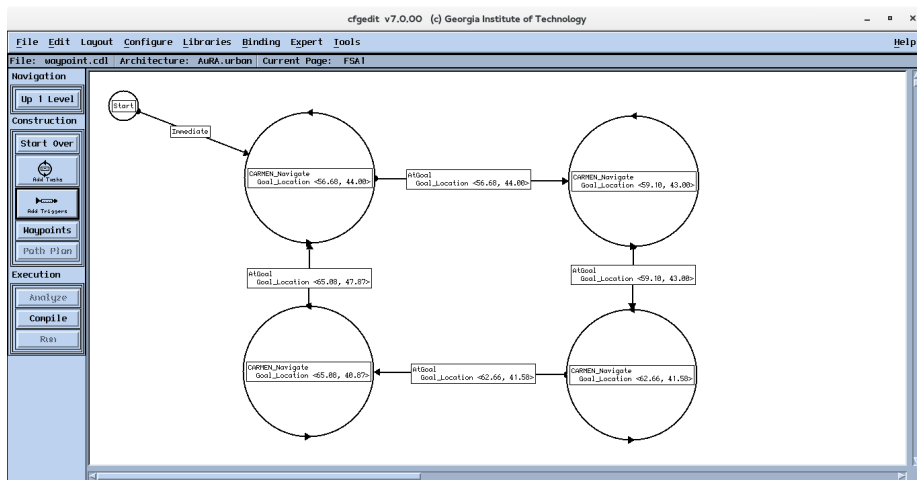 cfgedit v7.0.00 (c) Georgia Institute of Technology
File Edit Layout Configure Libraries Binding Expert Tools Help
File: waypoint.cdl Architecture: AuRA.urban Current Page: FSA1
Navigation
Up 1 Level
Construction
Start Over
Add Tasks
Add Triggers
Waypoints
Path Plan
Execution
Analyze
Compile
Run
Start
Immediate
CARMEN_Navigate
Goal_Location <56.68, 44.00>
AtGoal
Goal_Location <56.68, 44.00>
CARMEN_Navigate
Goal_Location <59.10, 43.00>
AtGoal
Goal_Location <65.08, 47.87>
AtGoal
Goal_Location <59.10, 43.00>
CARMEN_Navigate
Goal_Location <65.08, 40.87>
AtGoal
Goal_Location <62.66, 41.58>
CARMEN_Navigate
Goal_Location <62.66, 41.58>